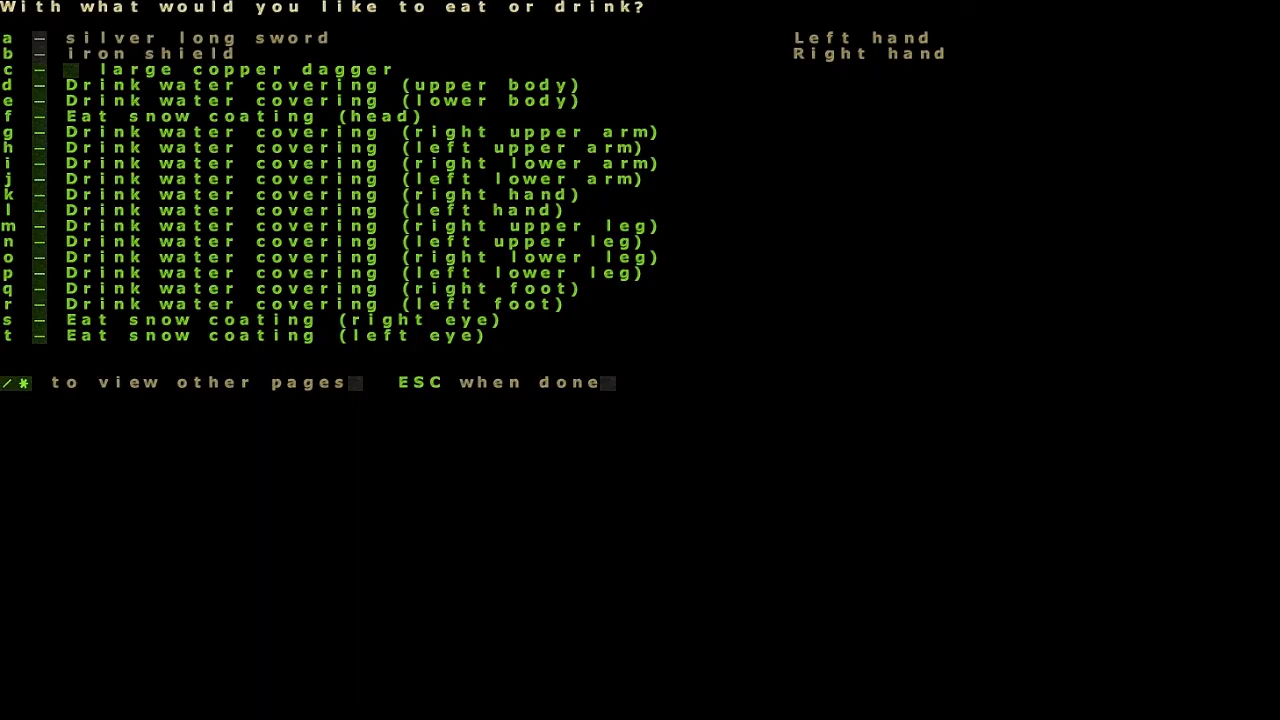 With what would you like to eat or drink?
a - silver long sword Left hand
b - iron shield Right hand
c - large copper dagger
d - Drink water covering (upper body)
e - Drink water covering (lower body)
f - Eat snow coating (head)
g - Drink water covering (right upper arm)
h - Drink water covering (left upper arm)
i - Drink water covering (right lower arm)
j - Drink water covering (left lower arm)
k - Drink water covering (right hand)
l - Drink water covering (left hand)
m - Drink water covering (right upper leg)
n - Drink water covering (left upper leg)
o - Drink water covering (right lower leg)
p - Drink water covering (left lower leg)
q - Drink water covering (right foot)
r - Drink water covering (left foot)
s - Eat snow coating (right eye)
t - Eat snow coating (left eye)
/* to view other pages ESC when done